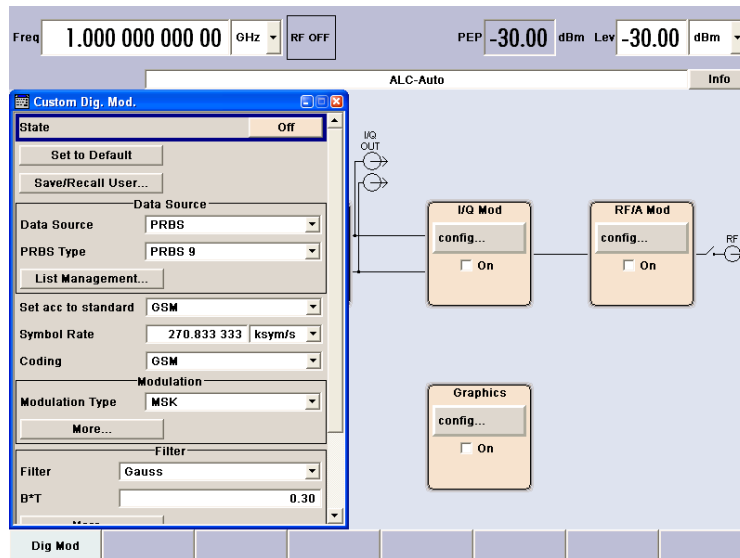 Freq 1.000 000 000 00 GHz RF OFF PEP -30.00 dBm Lev -30.00 dBm
ALC-Auto Info
Custom Dig. Mod.
State Off
Set to Default
Save/Recall User...
Data Source
Data Source PRBS
PRBS Type PRBS 9
List Management...
Set acc to standard GSM
Symbol Rate 270.833 333 ksym/s
Coding GSM
Modulation
Modulation Type MSK
More...
Filter
Filter Gauss
B*T 0.30
I/Q
OUT
I/Q Mod
config...
On
RF/A Mod
config...
On
RF
Graphics
config...
On
Dig Mod